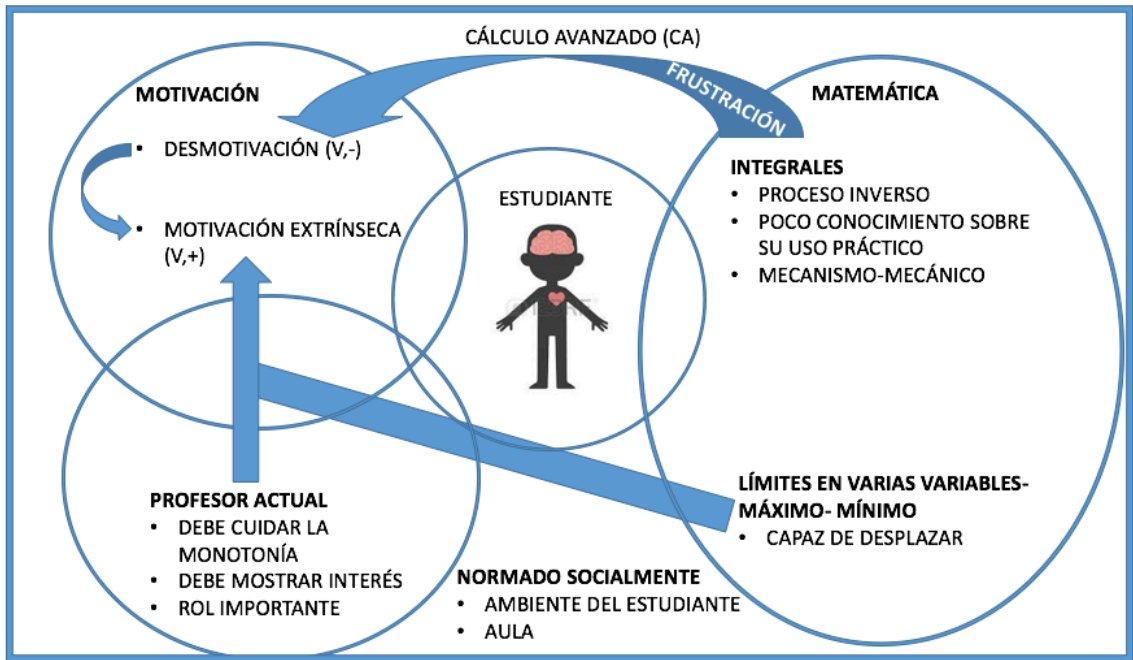 CÁLCULO AVANZADO (CA)
FRUSTRACIÓN
MOTIVACIÓN
• DESMOTIVACIÓN (V,-)
• MOTIVACIÓN EXTRÍNSECA
(V,+)
ESTUDIANTE
MATEMÁTICA
INTEGRALES
• PROCESO INVERSO
• POCO CONOCIMIENTO SOBRE
SU USO PRÁCTICO
• MECANISMO-MECÁNICO
PROFESOR ACTUAL
• DEBE CUIDAR LA
MONOTONÍA
• DEBE MOSTRAR INTERÉS
• ROL IMPORTANTE
NORMADO SOCIALMENTE
• AMBIENTE DEL ESTUDIANTE
• AULA
LÍMITES EN VARIAS VARIABLES-
MÁXIMO- MÍNIMO
• CAPAZ DE DESPLAZAR